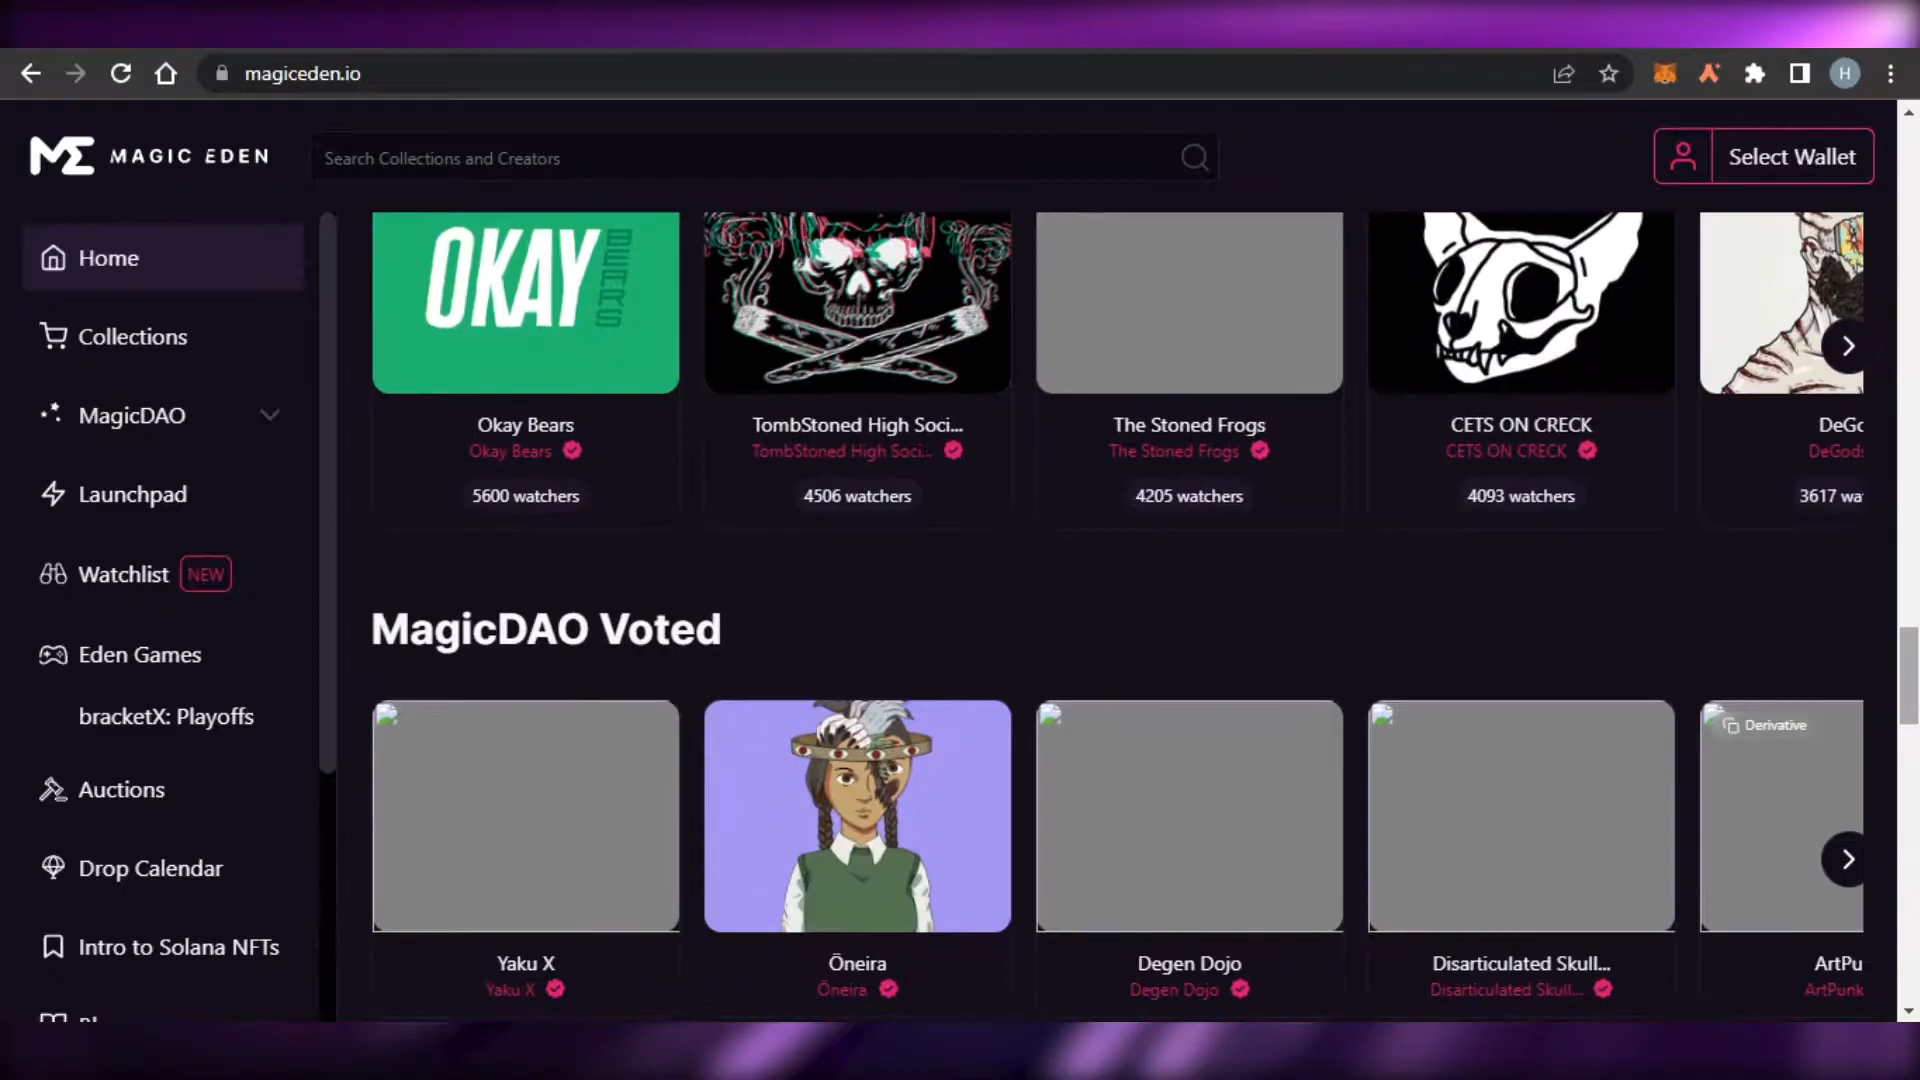 magiceden.io
H
MAGIC EDEN
Search Collections and Creators
Select Wallet
Home
Collections
MagicDAO
Launchpad
Watchlist NEW
Eden Games
bracketX: Playoffs
Auctions
Drop Calendar
Intro to Solana NFTs
OKAY
BEARS
Okay Bears
Okay Bears
5600 watchers
TombStoned High Soci...
TombStoned High Soci...
4506 watchers
The Stoned Frogs
The Stoned Frogs
4205 watchers
CETS ON CRECK
CETS ON CRECK
4093 watchers
DeGo
DeGods
3617 wa
MagicDAO Voted
Yaku X
Yaku X
Ōneira
Ōneira
Degen Dojo
Degen Dojo
Disarticulated Skull...
Disarticulated Skull...
Derivative
ArtPu
ArtPunk